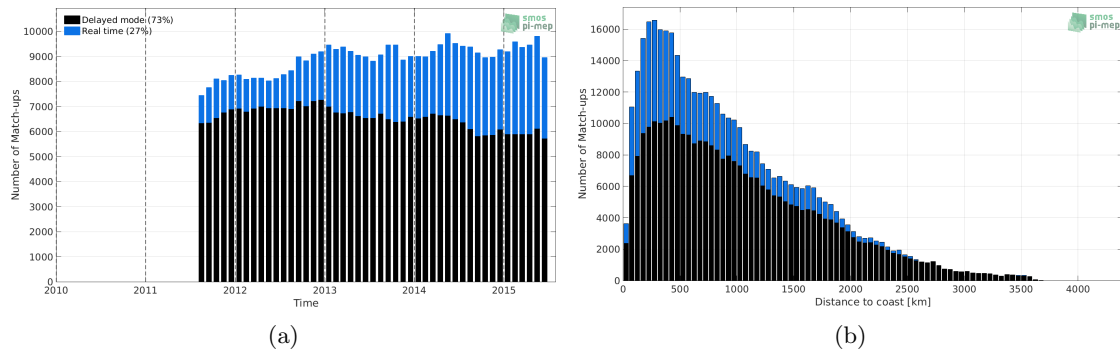 Delayed mode (73%)
Real time (27%)
smos
pi-mep
10000
9000
8000
7000
6000
5000
4000
3000
2000
1000
0
Number of Match-ups
2010 2011 2012 2013 2014 2015
Time
(a)
smos
pi-mep
16000
14000
12000
10000
8000
6000
4000
2000
0
Number of Match-ups
0 500 1000 1500 2000 2500 3000 3500 4000
Distance to coast [km]
(b)